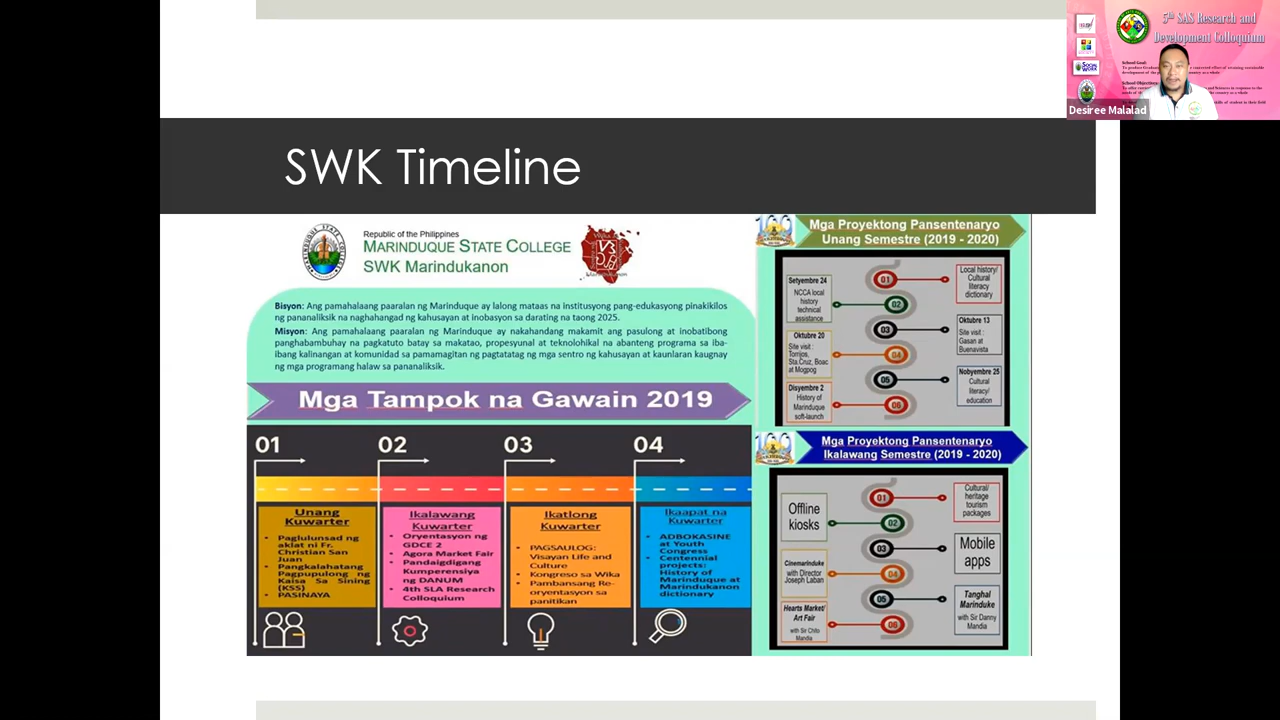 SWK Timeline
Republic of the Philippines
MARINDUQUE STATE COLLEGE
SWK Marindukanon
Bisyon: Ang pamahalaang paaralan ng Marinduque ay lalong mataas na institusyong pang-edukasyong pinakikilos
ng pananaliksik na naghahangad ng kahusayan at inobasyon sa darating na taong 2025.
Misyon: Ang pamahalaang paaralan ng Marinduque ay nakahandang makamit ang pasulong at inobatibong
panghabambuhay na pagkatuto batay sa makatao, propesyunal at teknolohikal na abanteng programa sa iba-
ibang kalinangan at komunidad sa pamamagitan ng pagtatatag ng mga sentro ng kahusayan at kaunlaran kaugnay
ng mga programang halaw sa pananaliksik.
Mga Tampok na Gawain 2019
01
Unang
Kuwarter
• Paglulunsad ng
aklat ni Fr.
Christian San
Juan
• Pangkalahatang
Pagpupulong ng
Kaisa Sa Sining
(KSS)
• PASINAYA
02
Ikalawang
Kuwarter
• Oryentasyon ng
GDCE 2
• Agora Market Fair
• Pandaigdigang
Kumperensiya
ng DANUM
• 4th SLA Research
Colloquium
03
Ikatlong
Kuwarter
• PAGSAULOG:
Visayan Life and
Culture
• Kongreso sa Wika
• Pambansang Re-
oryentasyon sa
panitikan
04
Ikaapat na
Kuwarter
• ADBOKASINE
at Youth
Congress
• Centennial
projects:
History of
Marinduque at
Marindukanon
dictionary
100
Mga Proyektong Pansentenaryo
Unang Semestre (2019 - 2020)
01
Local history/
Cultural
literacy
dictionary
Setyembre 24
NCCA local
history
technical
assistance
02
03
Oktubre 13
Site visit :
Gasan at
Buenavista
Oktubre 20
Site visit :
Torrijos,
Sta.Cruz, Boac
at Mogpog
04
05
Nobyembre 25
Cultural
literacy/
education
Disyembre 2
History of
Marinduque
soft-launch
06
100
Mga Proyektong Pansentenaryo
Ikalawang Semestre (2019 - 2020)
01
Cultural/
heritage
tourism
packages
Offline
kiosks
02
03
Mobile
apps
Cinemarinduke
with Director
Joseph Laban
04
05
Tanghal
Marinduke
with Sir Danny
Mandia
Hearts Market/
Art Fair
with Sir Chito
Mandia
06
5th SAS Research and
Development Colloquium
School Goal:
School Objectives:
Desiree Malalad